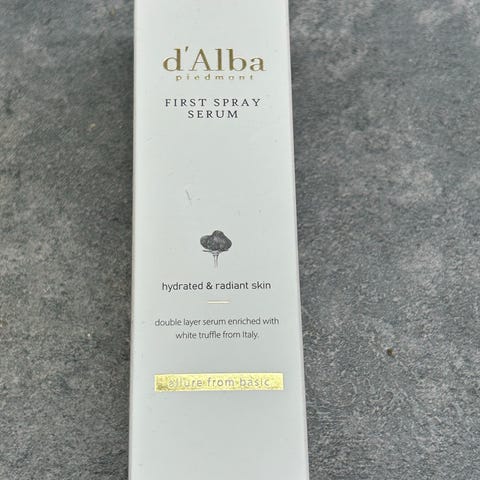 d'Alba
piedmont
FIRST SPRAY
SERUM
hydrated & radiant skin
double layer serum enriched with
white truffle from Italy.
allure from basic